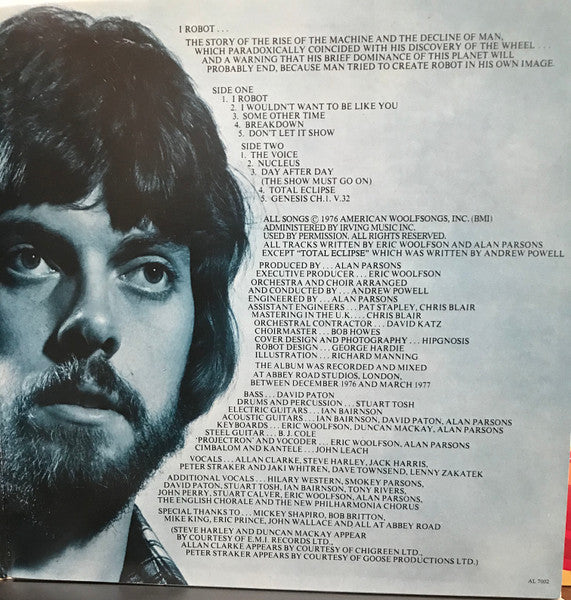 I ROBOT . . .
THE STORY OF THE RISE OF THE MACHINE AND THE DECLINE OF MAN,
WHICH PARADOXICALLY COINCIDED WITH HIS DISCOVERY OF THE WHEEL . . .
AND A WARNING THAT HIS BRIEF DOMINANCE OF THIS PLANET WILL
PROBABLY END, BECAUSE MAN TRIED TO CREATE ROBOT IN HIS OWN IMAGE.
SIDE ONE
1. I ROBOT
2. I WOULDN'T WANT TO BE LIKE YOU
3. SOME OTHER TIME
4. BREAKDOWN
5. DON'T LET IT SHOW
SIDE TWO
1. THE VOICE
2. NUCLEUS
3. DAY AFTER DAY
(THE SHOW MUST GO ON)
4. TOTAL ECLIPSE
5. GENESIS CH.1. V.32
ALL SONGS © 1976 AMERICAN WOOLFSONGS, INC. (BMI)
ADMINISTERED BY IRVING MUSIC INC.
USED BY PERMISSION. ALL RIGHTS RESERVED.
ALL TRACKS WRITTEN BY ERIC WOOLFSON AND ALAN PARSONS
EXCEPT "TOTAL ECLIPSE" WHICH WAS WRITTEN BY ANDREW POWELL
PRODUCED BY . . . ALAN PARSONS
EXECUTIVE PRODUCER . . . ERIC WOOLFSON
ORCHESTRA AND CHOIR ARRANGED
AND CONDUCTED BY . . . ANDREW POWELL
ENGINEERED BY . . . ALAN PARSONS
ASSISTANT ENGINEERS . . . PAT STAPLEY, CHRIS BLAIR
MASTERING IN THE U.K. . . . CHRIS BLAIR
ORCHESTRAL CONTRACTOR . . . DAVID KATZ
CHOIRMASTER . . . BOB HOWES
COVER DESIGN AND PHOTOGRAPHY . . . HIPGNOSIS
ROBOT DESIGN . . . GEORGE HARDIE
ILLUSTRATION . . . RICHARD MANNING
THE ALBUM WAS RECORDED AND MIXED
AT ABBEY ROAD STUDIOS, LONDON,
BETWEEN DECEMBER 1976 AND MARCH 1977
BASS . . . DAVID PATON
DRUMS AND PERCUSSION . . . STUART TOSH
ELECTRIC GUITARS . . . IAN BAIRNSON
ACOUSTIC GUITARS . . . IAN BAIRNSON, DAVID PATON, ALAN PARSONS
KEYBOARDS . . . ERIC WOOLFSON, DUNCAN MACKAY, ALAN PARSONS
STEEL GUITAR . . . B. J. COLE
'PROJECTRON' AND VOCODER . . . ERIC WOOLFSON, ALAN PARSONS
CIMBALOM AND KANTELE . . . JOHN LEACH
VOCALS . . . ALLAN CLARKE, STEVE HARLEY, JACK HARRIS,
PETER STRAKER AND JAKI WHITREN, DAVE TOWNSEND, LENNY ZAKATEK
ADDITIONAL VOCALS . . . HILARY WESTERN, SMOKEY PARSONS,
DAVID PATON, STUART TOSH, IAN BAIRNSON, TONY RIVERS,
JOHN PERRY, STUART CALVER, ERIC WOOLFSON, ALAN PARSONS,
THE ENGLISH CHORALE AND THE NEW PHILHARMONIA CHORUS
SPECIAL THANKS TO . . . MICKEY SHAPIRO, BOB BRITTON,
MIKE KING, ERIC PRINCE, JOHN WALLACE AND ALL AT ABBEY ROAD
(STEVE HARLEY AND DUNCAN MACKAY APPEAR
BY COURTESY OF E.M.I. RECORDS LTD.,
ALLAN CLARKE APPEARS BY COURTESY OF CHIGREEN LTD.,
PETER STRAKER APPEARS BY COURTESY OF GOOSE PRODUCTIONS LTD.)
AL 7002